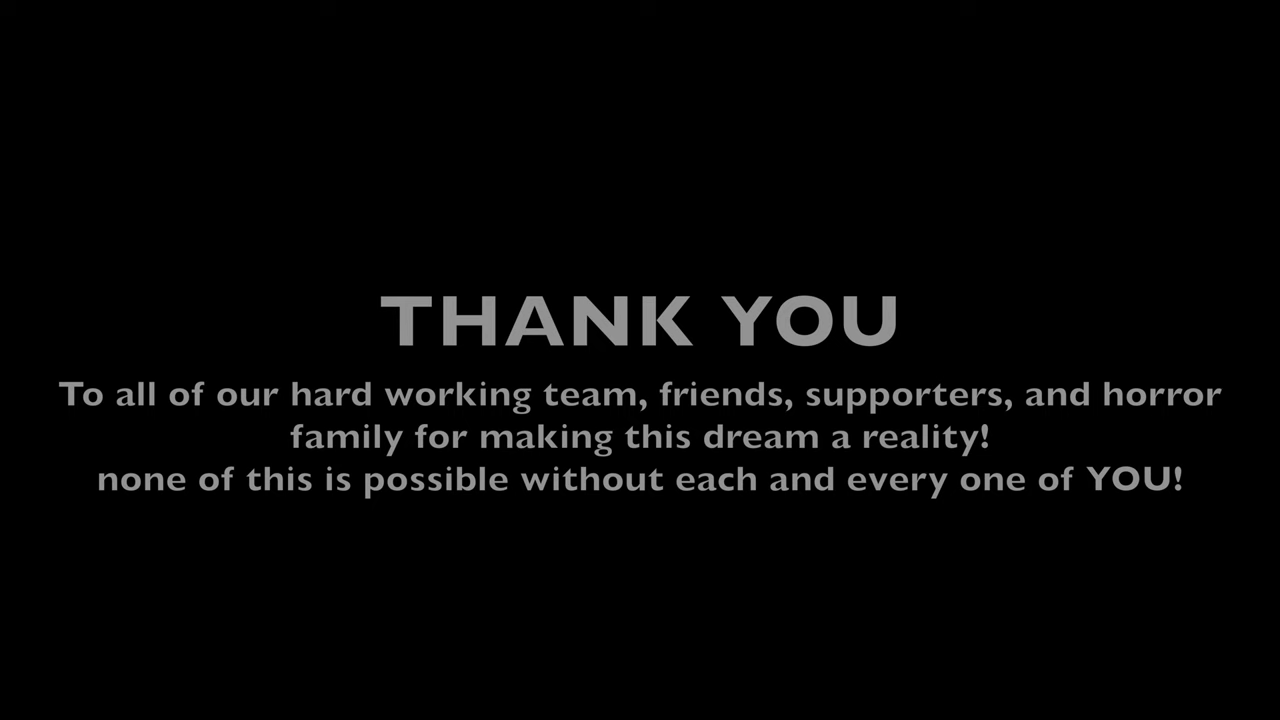 THANK YOU
To all of our hard working team, friends, supporters, and horror
family for making this dream a reality!
none of this is possible without each and every one of YOU!